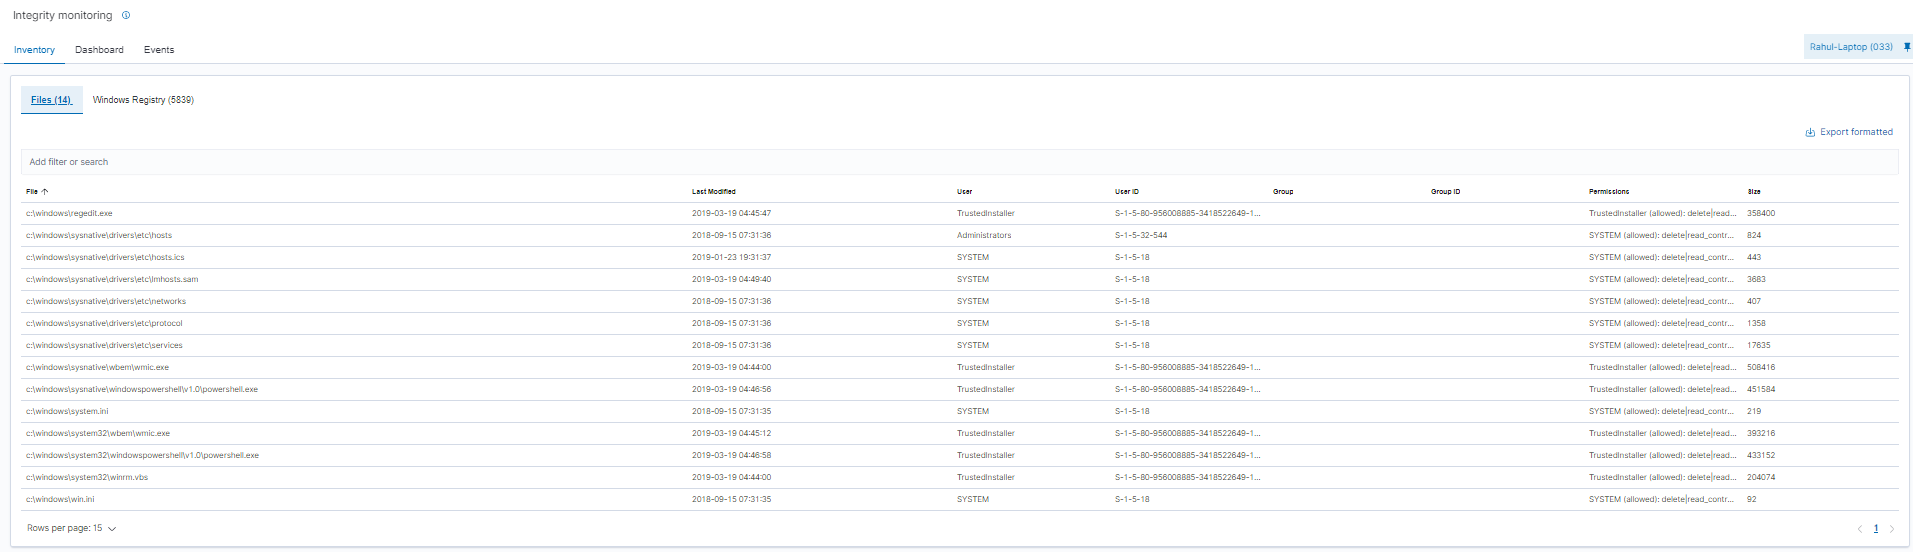 Integrity monitoring
Inventory Dashboard Events
Rahul-Laptop (033)
Files (14) Windows Registry (5839)
Export formatted
Add filter or search
File Last Modified User User ID Group Group ID Permissions Size
c:\windows\regedit.exe 2019-03-19 04:45:47 TrustedInstaller S-1-5-80-956008885-3418522649-1... TrustedInstaller (allowed): delete|read... 358400
c:\windows\sysnative\drivers\etc\hosts 2018-09-15 07:31:36 Administrators S-1-5-32-544 SYSTEM (allowed): delete|read_contr... 824
c:\windows\sysnative\drivers\etc\hosts.ics 2019-01-23 19:31:37 SYSTEM S-1-5-18 SYSTEM (allowed): delete|read_contr... 443
c:\windows\sysnative\drivers\etc\lmhosts.sam 2019-03-19 04:49:40 SYSTEM S-1-5-18 SYSTEM (allowed): delete|read_contr... 3683
c:\windows\sysnative\drivers\etc\networks 2018-09-15 07:31:36 SYSTEM S-1-5-18 SYSTEM (allowed): delete|read_contr... 407
c:\windows\sysnative\drivers\etc\protocol 2018-09-15 07:31:36 SYSTEM S-1-5-18 SYSTEM (allowed): delete|read_contr... 1358
c:\windows\sysnative\drivers\etc\services 2018-09-15 07:31:36 SYSTEM S-1-5-18 SYSTEM (allowed): delete|read_contr... 17635
c:\windows\sysnative\wbem\wmic.exe 2019-03-19 04:44:00 TrustedInstaller S-1-5-80-956008885-3418522649-1... TrustedInstaller (allowed): delete|read... 508416
c:\windows\sysnative\windowspowershell\v1.0\powershell.exe 2019-03-19 04:46:56 TrustedInstaller S-1-5-80-956008885-3418522649-1... TrustedInstaller (allowed): delete|read... 451584
c:\windows\system.ini 2018-09-15 07:31:35 SYSTEM S-1-5-18 SYSTEM (allowed): delete|read_contr... 219
c:\windows\system32\wbem\wmic.exe 2019-03-19 04:45:12 TrustedInstaller S-1-5-80-956008885-3418522649-1... TrustedInstaller (allowed): delete|read... 393216
c:\windows\system32\windowspowershell\v1.0\powershell.exe 2019-03-19 04:46:58 TrustedInstaller S-1-5-80-956008885-3418522649-1... TrustedInstaller (allowed): delete|read... 433152
c:\windows\system32\winrm.vbs 2019-03-19 04:44:00 TrustedInstaller S-1-5-80-956008885-3418522649-1... TrustedInstaller (allowed): delete|read... 204074
c:\windows\win.ini 2018-09-15 07:31:35 SYSTEM S-1-5-18 SYSTEM (allowed): delete|read_contr... 92
Rows per page: 15 1